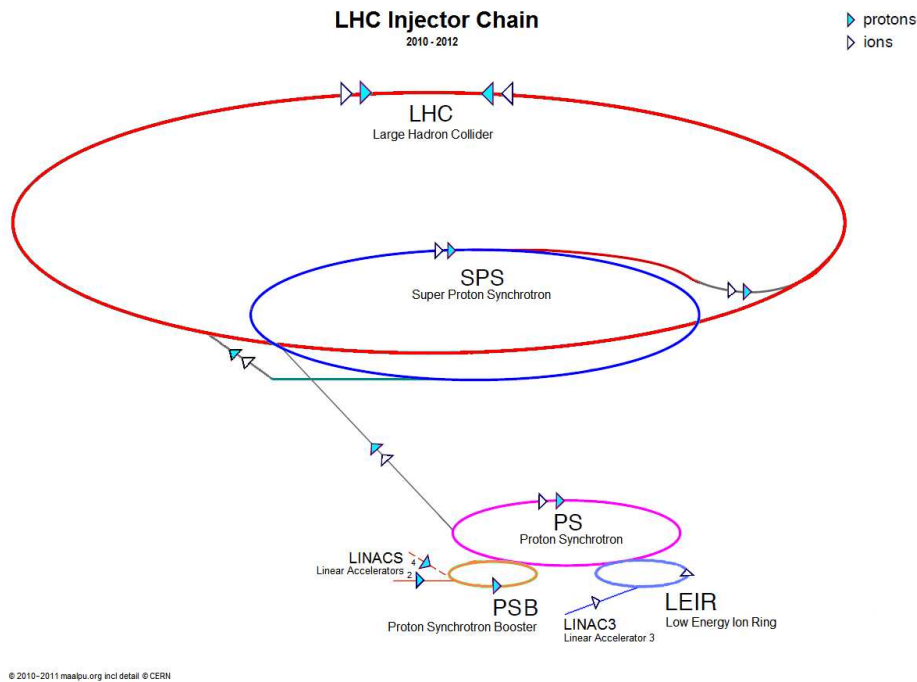 LHC Injector Chain
2010 - 2012
protons
ions
LHC
Large Hadron Collider
SPS
Super Proton Synchrotron
PS
Proton Synchrotron
LINACS
Linear Accelerators
4
2
PSB
Proton Synchrotron Booster
LEIR
Low Energy Ion Ring
LINAC3
Linear Accelerator 3
© 2010-2011 maalpu.org incl detail © CERN